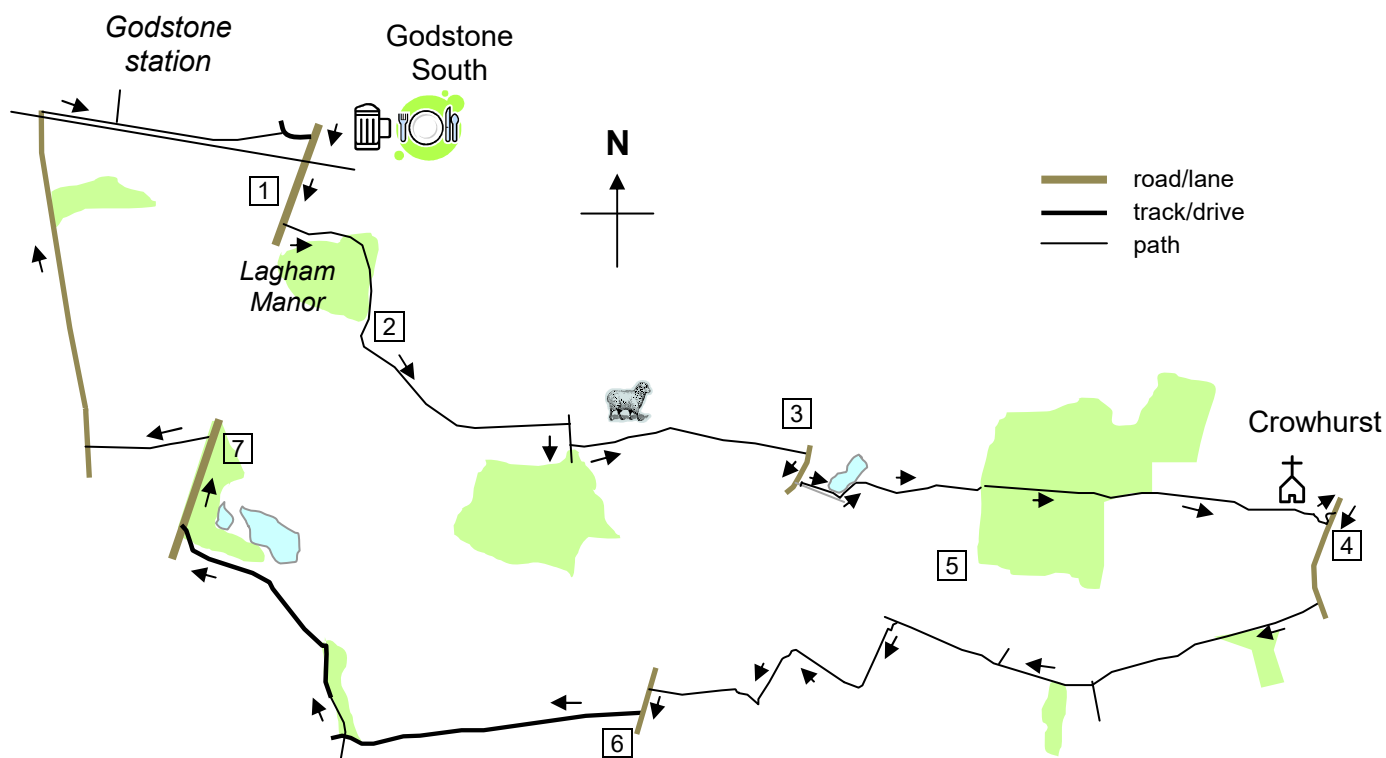 Godstone
station
Godstone
South
N
road/lane
track/drive
path
1
Lagham
Manor
2
3
Crowhurst
7
4
5
6